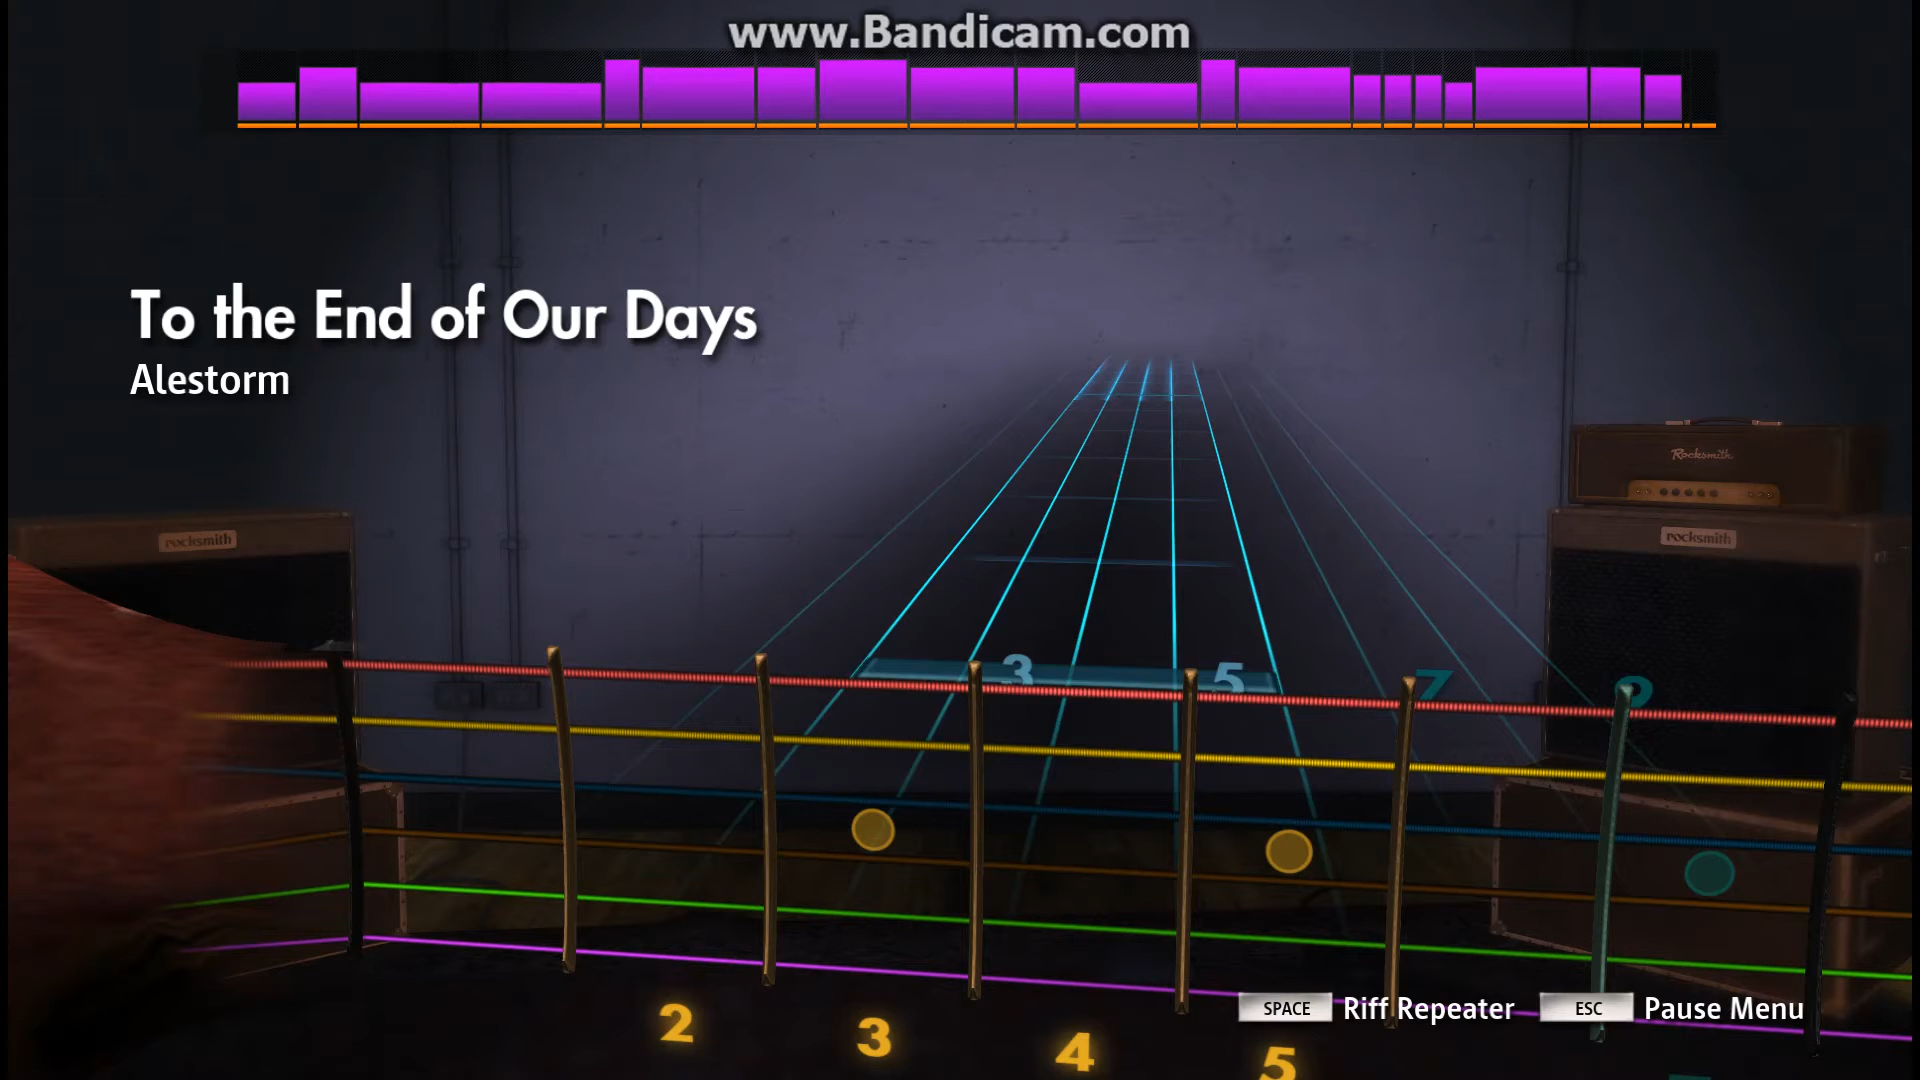 www.Bandicam.com
To the End of Our Days
Alestorm
Rocksmith
rocksmith
rocksmith
3 5 7 9
SPACE Riff Repeater ESC Pause Menu
2 3 4 5